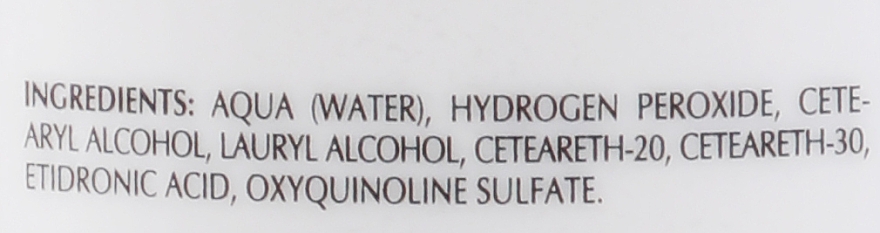 INGREDIENTS: AQUA (WATER), HYDROGEN PEROXIDE, CETE-
ARYL ALCOHOL, LAURYL ALCOHOL, CETEARETH-20, CETEARETH-30,
ETIDRONIC ACID, OXYQUINOLINE SULFATE.